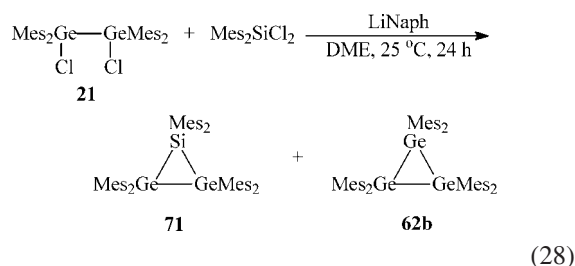 Mes₂Ge—GeMes₂ + Mes₂SiCl₂ LiNaph
Cl Cl DME, 25 °C, 24 h
21
Mes₂ Mes₂
Si + Ge
Mes₂Ge—GeMes₂ Mes₂Ge—GeMes₂
71 62b
(28)